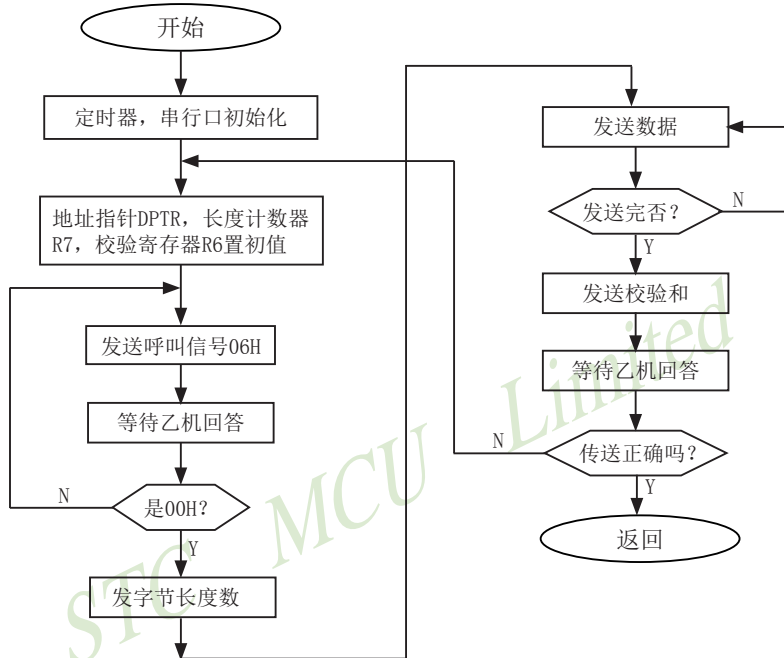 开始
定时器，串行口初始化
地址指针DPTR，长度计数器
R7，校验寄存器R6置初值
发送呼叫信号06H
等待乙机回答
是00H？
N
Y
发字节长度数
发送数据
发送完否？
N
Y
发送校验和
等待乙机回答
传送正确吗？
N
Y
返回
STC MCU Limited